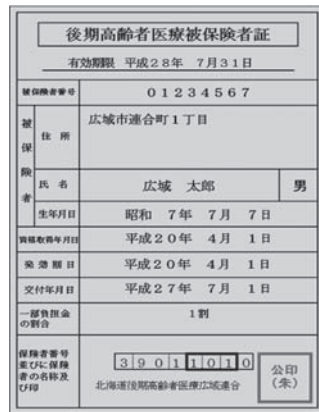 後期高齢者医療被保険者証
有効期限 平成28年 7月31日
被保険者番号 01234567
被保険者
住所 広域市連合町1丁目
氏名 広域 太郎 男
生年月日 昭和 7年 7月 7日
資格取得年月日 平成20年 4月 1日
発効期日 平成20年 4月 1日
交付年月日 平成27年 7月 1日
一部負担金
の割合 1割
保険者番号
並びに保険
者の名称及
び印
39011010
北海道後期高齢者医療広域連合
公印
(朱)